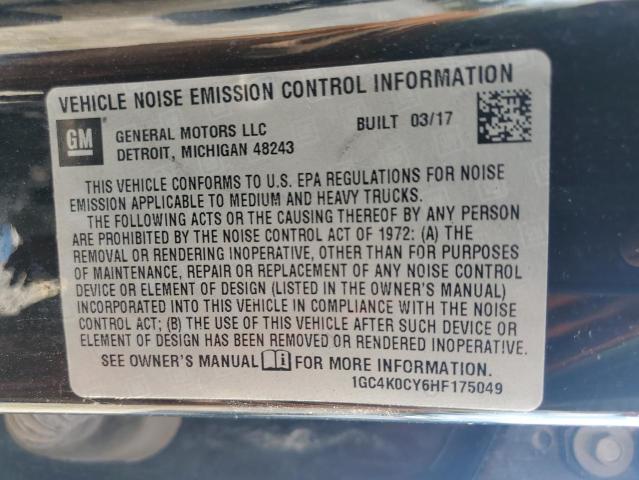 VEHICLE NOISE EMISSION CONTROL INFORMATION
GM
GENERAL MOTORS LLC
DETROIT, MICHIGAN 48243
BUILT 03/17
THIS VEHICLE CONFORMS TO U.S. EPA REGULATIONS FOR NOISE
EMISSION APPLICABLE TO MEDIUM AND HEAVY TRUCKS.
THE FOLLOWING ACTS OR THE CAUSING THEREOF BY ANY PERSON
ARE PROHIBITED BY THE NOISE CONTROL ACT OF 1972: (A) THE
REMOVAL OR RENDERING INOPERATIVE, OTHER THAN FOR PURPOSES
OF MAINTENANCE, REPAIR OR REPLACEMENT OF ANY NOISE CONTROL
DEVICE OR ELEMENT OF DESIGN (LISTED IN THE OWNER'S MANUAL)
INCORPORATED INTO THIS VEHICLE IN COMPLIANCE WITH THE NOISE
CONTROL ACT; (B) THE USE OF THIS VEHICLE AFTER SUCH DEVICE OR
ELEMENT OF DESIGN HAS BEEN REMOVED OR RENDERED INOPERATIVE.
SEE OWNER'S MANUAL FOR MORE INFORMATION.
1GC4K0CY6HF175049